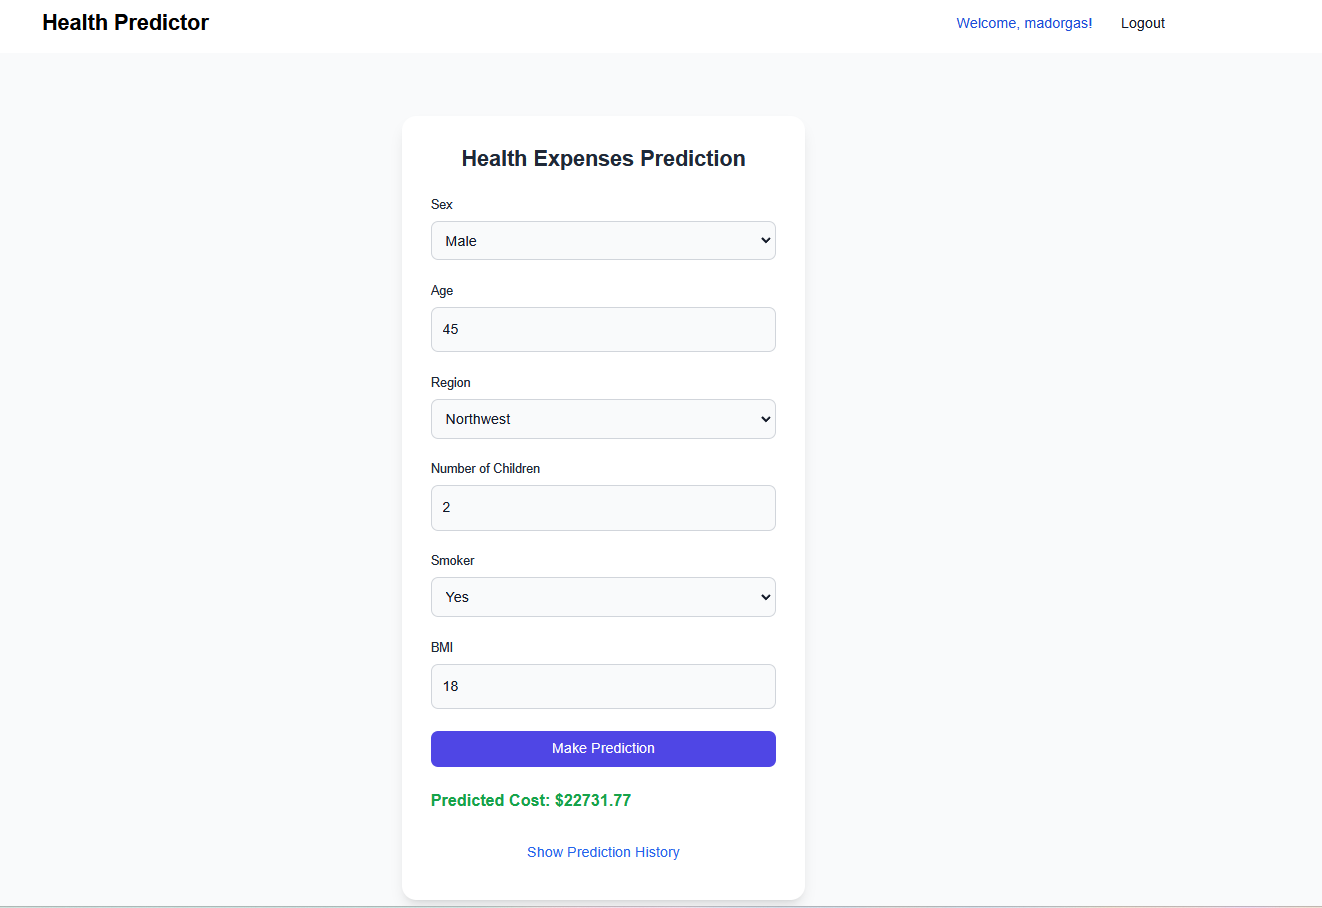 Health Predictor
Welcome, madorgas! Logout
Health Expenses Prediction
Sex
Male
Age
45
Region
Northwest
Number of Children
2
Smoker
Yes
BMI
18
Make Prediction
Predicted Cost: $22731.77
Show Prediction History